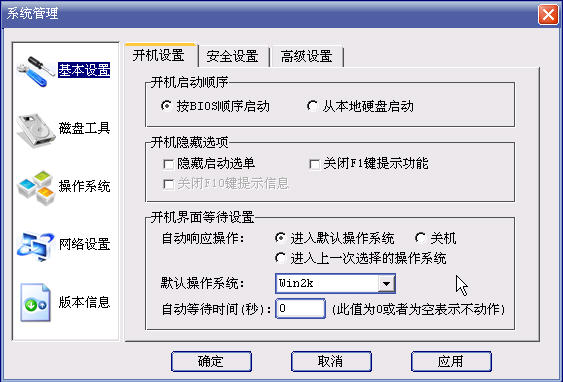 系统管理
基本设置
磁盘工具
操作系统
网络设置
版本信息
开机设置 安全设置 高级设置
开机启动顺序
按BIOS顺序启动 从本地硬盘启动
开机隐藏选项
隐藏启动选单 关闭F1键提示功能
关闭F10键提示信息
开机界面等待设置
自动响应操作: 进入默认操作系统 关机
进入上一次选择的操作系统
默认操作系统: Win2k
自动等待时间(秒): 0 (此值为0或者为空表示不动作)
确定 取消 应用